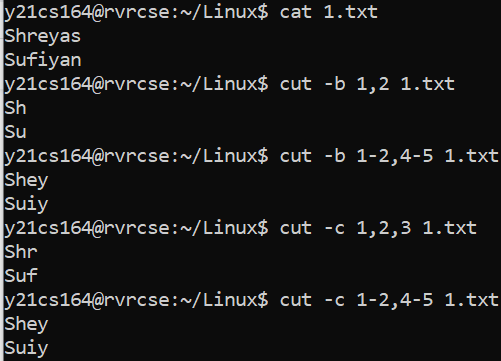 y21cs164@rvrcse:~/Linux$ cat 1.txt
Shreyas
Sufiyan
y21cs164@rvrcse:~/Linux$ cut -b 1,2 1.txt
Sh
Su
y21cs164@rvrcse:~/Linux$ cut -b 1-2,4-5 1.txt
Shey
Suiy
y21cs164@rvrcse:~/Linux$ cut -c 1,2,3 1.txt
Shr
Suf
y21cs164@rvrcse:~/Linux$ cut -c 1-2,4-5 1.txt
Shey
Suiy